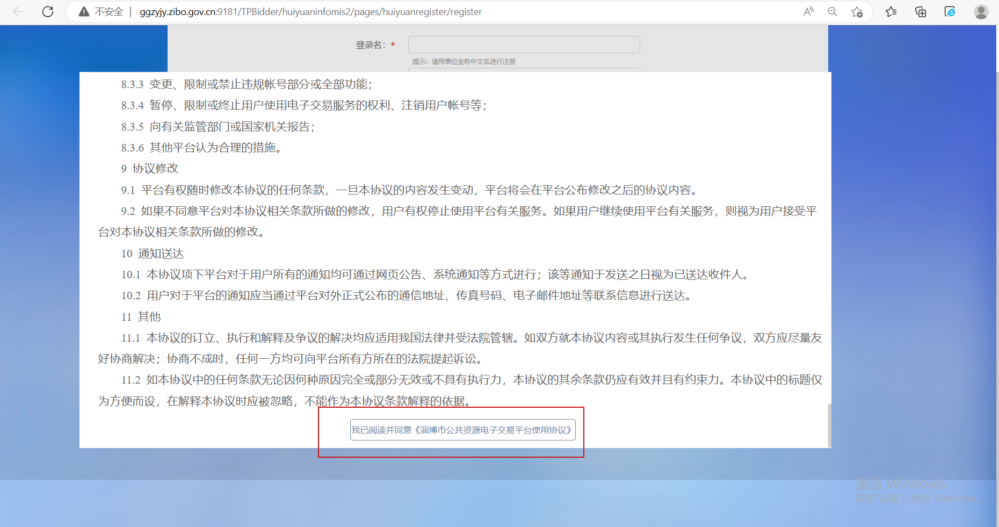 不安全 | ggzyjy.zibo.gov.cn:9181/TPBidder/huiyuaninfomis2/pages/huiyuanregister/register
登录名：*
提示：请用单位全称中文名进行注册
8.3.3 变更、限制或禁止违规帐号部分或全部功能；
8.3.4 暂停、限制或终止用户使用电子交易服务的权利、注销用户帐号等；
8.3.5 向有关监管部门或国家机关报告；
8.3.6 其他平台认为合理的措施。
9 协议修改
9.1 平台有权随时修改本协议的任何条款，一旦本协议的内容发生变动，平台将会在平台公布修改之后的协议内容。
9.2 如果不同意平台对本协议相关条款所做的修改，用户有权停止使用平台有关服务。如果用户继续使用平台有关服务，则视为用户接受平
台对本协议相关条款所做的修改。
10 通知送达
10.1 本协议项下平台对于用户所有的通知均可通过网页公告、系统通知等方式进行；该等通知于发送之日视为已送达收件人。
10.2 用户对于平台的通知应当通过平台对外正式公布的通信地址、传真号码、电子邮件地址等联系信息进行送达。
11 其他
11.1 本协议的订立、执行和解释及争议的解决均应适用我国法律并受法院管辖。如双方就本协议内容或其执行发生任何争议，双方应尽量友
好协商解决；协商不成时，任何一方均可向平台所有方所在的法院提起诉讼。
11.2 如本协议中的任何条款无论因何种原因完全或部分无效或不具有执行力，本协议的其余条款仍应有效并且有约束力。本协议中的标题仅
为方便而设，在解释本协议时应被忽略，不能作为本协议条款解释的依据。
我已阅读并同意《淄博市公共资源电子交易平台使用协议》
激活 Windows
转到"设置"以激活 Windows。